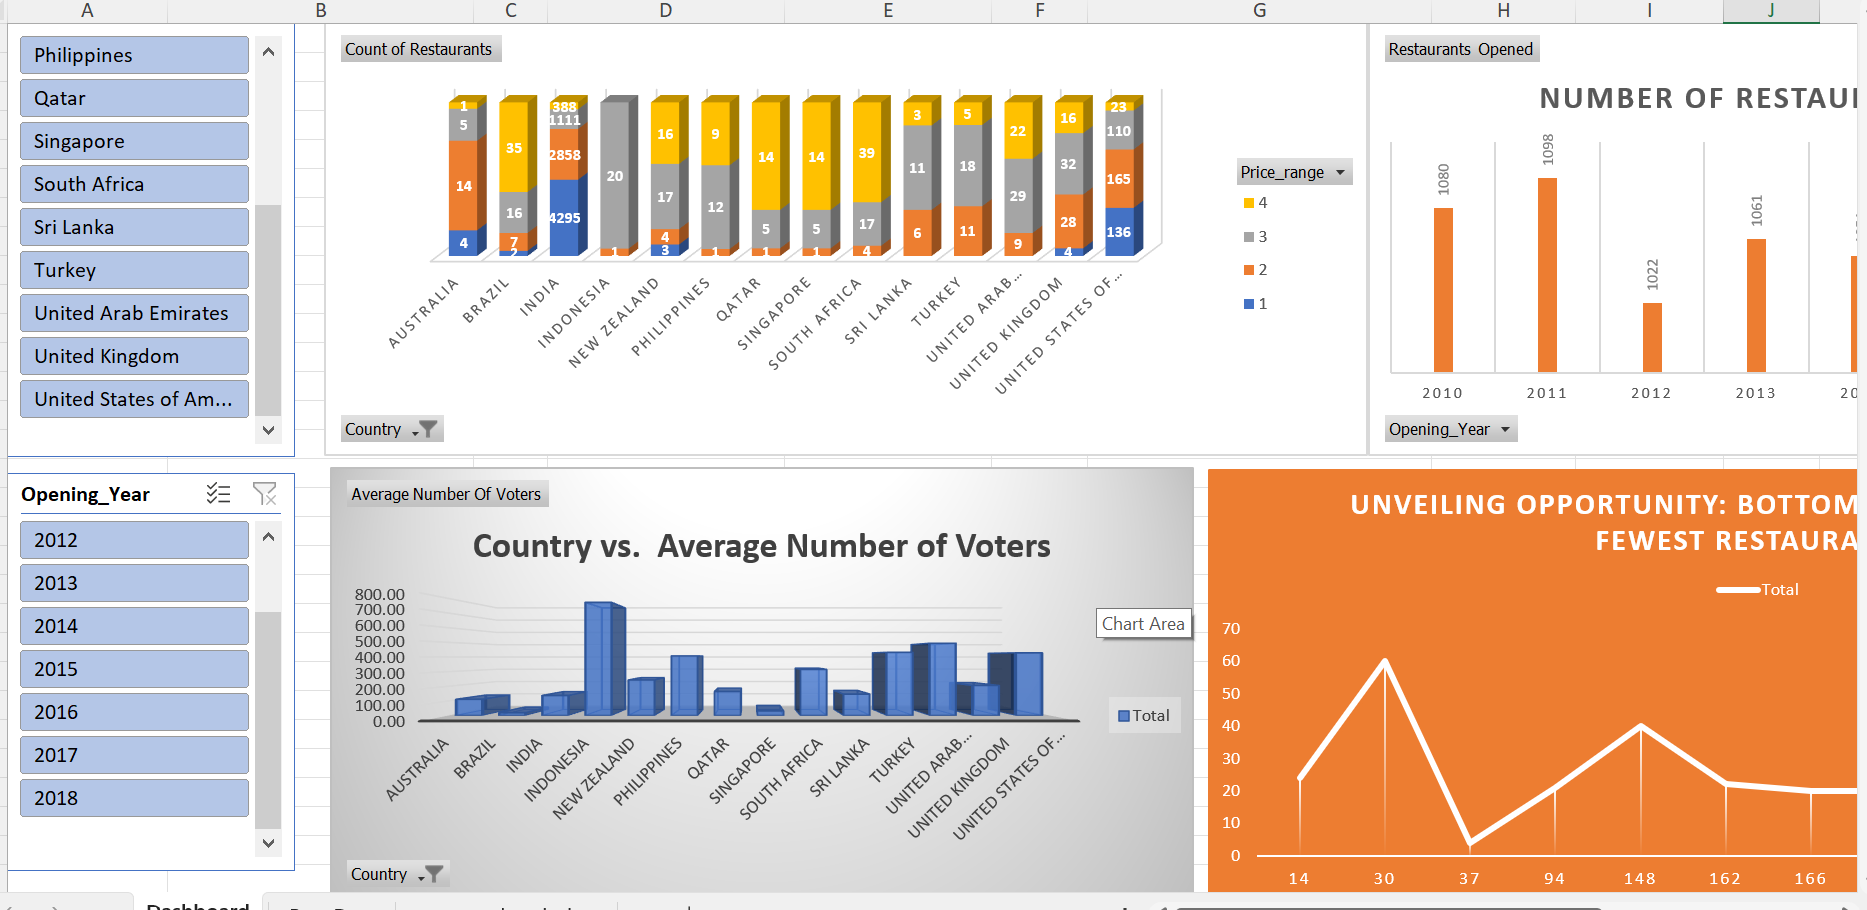 A B C D E F G H I J
Philippines
Qatar
Singapore
South Africa
Sri Lanka
Turkey
United Arab Emirates
United Kingdom
United States of Am...
Count of Restaurants
1 35 388 16 9 14 14 39 3 5 22 16 23
5 16 1111 20 17 12 5 5 17 11 18 29 32 110
14 7 2858 1 4 1 1 1 4 6 11 9 28 165
4 2 4295 3 4 136
AUSTRALIA
BRAZIL
INDIA
INDONESIA
NEW ZEALAND
PHILIPPINES
QATAR
SINGAPORE
SOUTH AFRICA
SRI LANKA
TURKEY
UNITED ARAB...
UNITED KINGDOM
UNITED STATES OF...
Price_range
4
3
2
1
Country
Restaurants Opened
NUMBER OF RESTAU
1080
1098
1022
1061
2010 2011 2012 2013 20
Opening_Year
Opening_Year
2012
2013
2014
2015
2016
2017
2018
Average Number Of Voters
Country vs. Average Number of Voters
800.00
700.00
600.00
500.00
400.00
300.00
200.00
100.00
0.00
AUSTRALIA
BRAZIL
INDIA
INDONESIA
NEW ZEALAND
PHILIPPINES
QATAR
SINGAPORE
SOUTH AFRICA
SRI LANKA
TURKEY
UNITED ARAB...
UNITED KINGDOM
UNITED STATES OF...
Chart Area
Total
Country
UNVEILING OPPORTUNITY: BOTTOM
FEWEST RESTAURA
Total
70
60
50
40
30
20
10
0
14 30 37 94 148 162 166
Dashboard